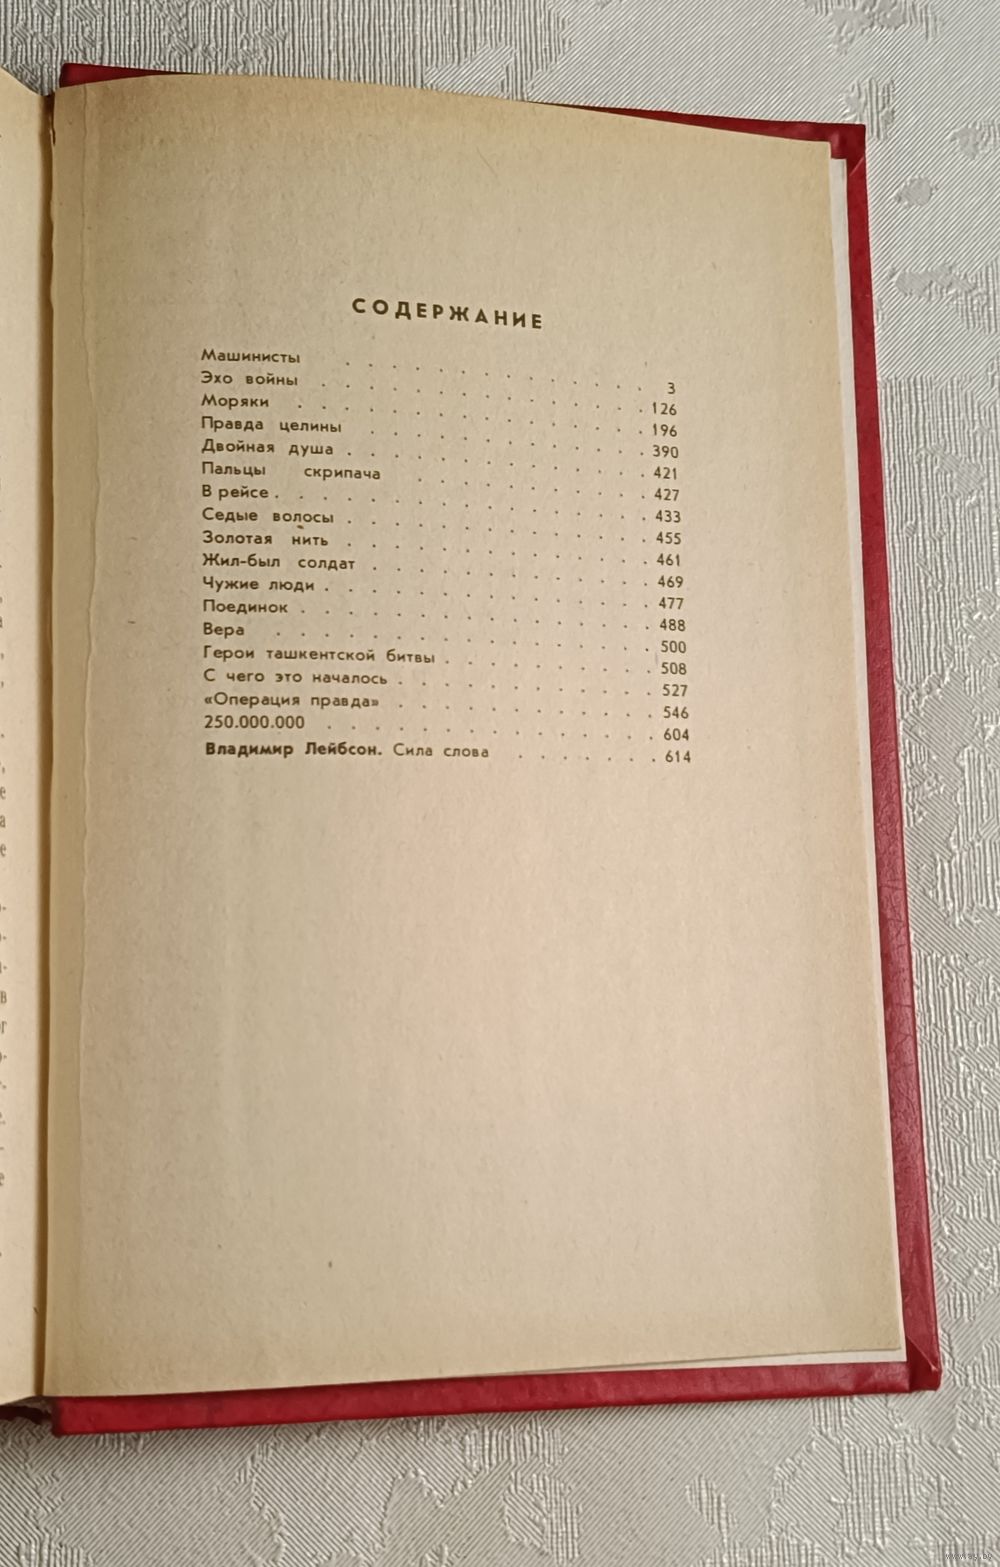 СОДЕРЖАНИЕ
Машинисты . . . . . . . . . . . . . 3
Эхо войны . . . . . . . . . . . . . . 126
Моряки . . . . . . . . . . . . . . . 196
Правда целины . . . . . . . . . . . . 390
Двойная душа . . . . . . . . . . . . . 421
Пальцы скрипача . . . . . . . . . . 427
В рейсе . . . . . . . . . . . . . . . . 433
Седые волосы . . . . . . . . . . . . . 455
Золотая нить . . . . . . . . . . . . . 461
Жил-был солдат . . . . . . . . . . . . 469
Чужие люди . . . . . . . . . . . . . . 477
Поединок . . . . . . . . . . . . . . . 488
Вера . . . . . . . . . . . . . . . . 500
Герои ташкентской битвы . . . . . . . . . 508
С чего это началось . . . . . . . . . . . 527
«Операция правда» . . . . . . . . . . . 546
250.000.000 . . . . . . . . . . . . . . 604
Владимир Лейбсон. Сила слова . . . . . . 614